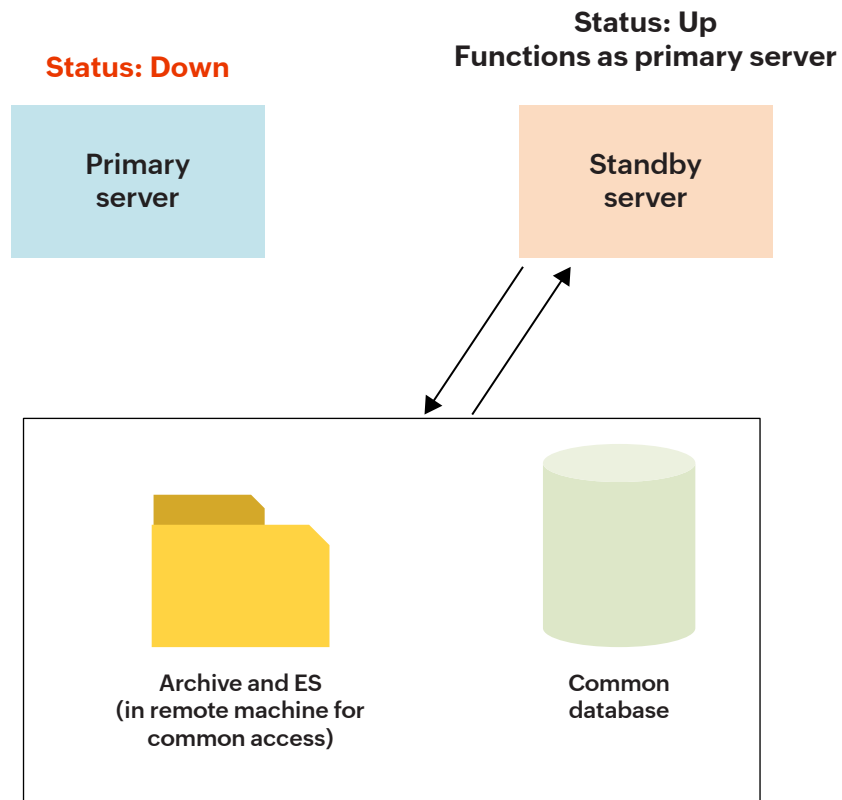 Status: Up
Functions as primary server
Status: Down
Primary
server
Standby
server
Archive and ES
(in remote machine for
common access)
Common
database